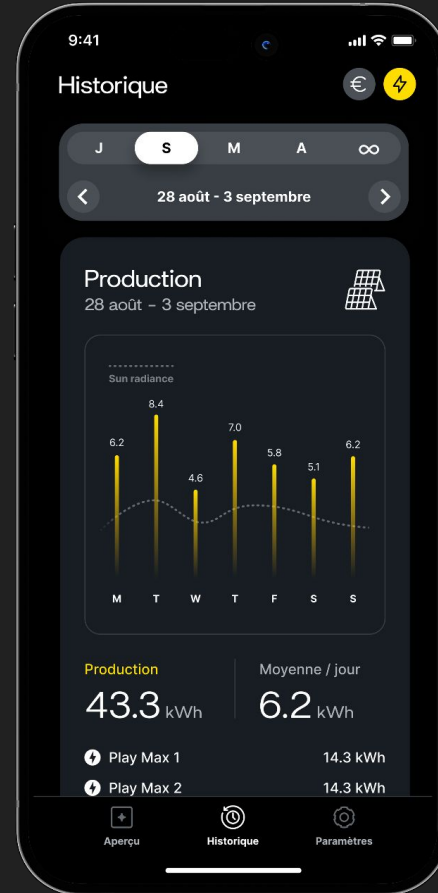 9:41
Historique
€
J S M A ∞
28 août - 3 septembre
Production
28 août – 3 septembre
Sun radiance
8.4
7.0
6.2 6.2
5.8
5.1
4.6
M T W T F S S
Production Moyenne / jour
43.3 kWh 6.2 kWh
Play Max 1 14.3 kWh
Play Max 2 14.3 kWh
Aperçu Historique Paramètres